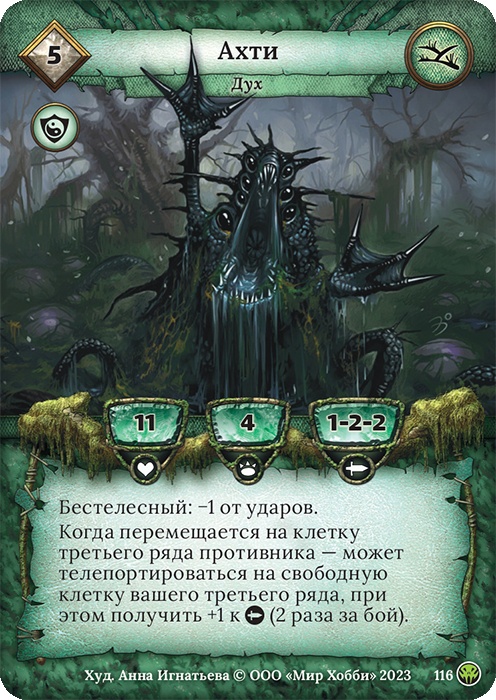 5
Ахти
Дух
11
4
1-2-2
Бестелесный: −1 от ударов.
Когда перемещается на клетку
третьего ряда противника — может
телепортироваться на свободную
клетку вашего третьего ряда, при
этом получить +1 к (2 раза за бой).
Худ. Анна Игнатьева © ООО «Мир Хобби» 2023 116